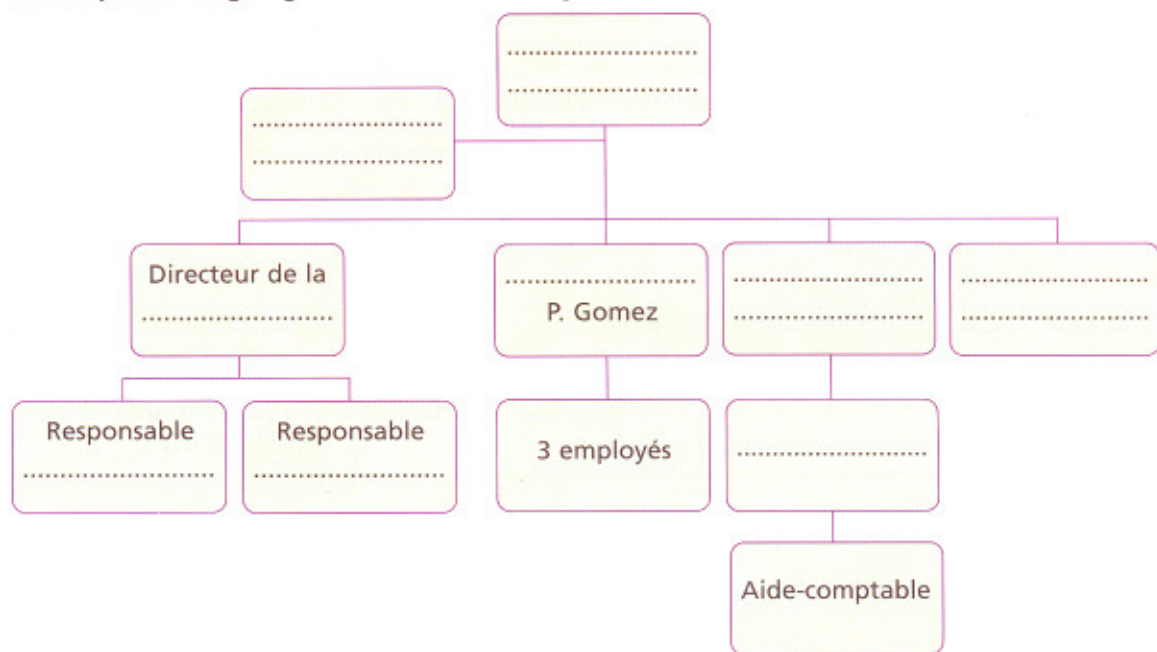 Directeur de la
P. Gomez
Responsable
Responsable
3 employés
Aide-comptable